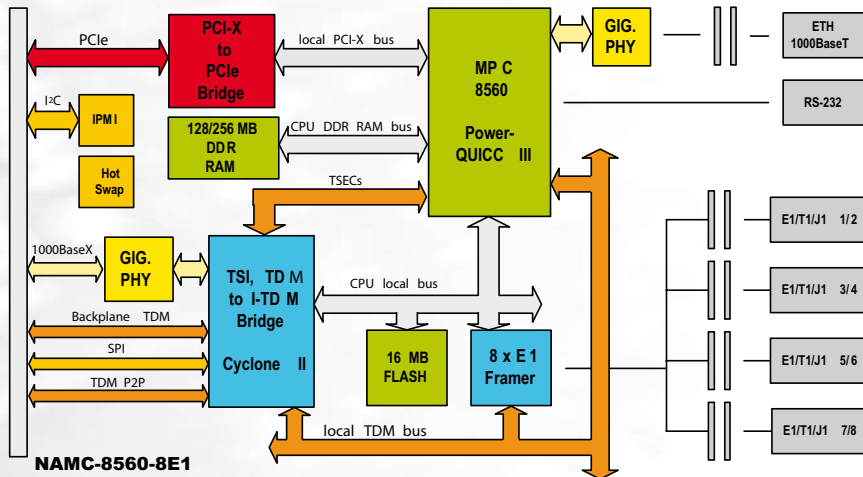 PCIe
PCI-X
to
PCIe
Bridge
local PCI-X bus
MPC
8560
Power-
QUICC III
GIG.
PHY
ETH
1000BaseT
I²C
IPMI
128/256 MB
DDR
RAM
CPU DDR RAM bus
RS-232
Hot
Swap
TSECs
1000BaseX
GIG.
PHY
TSI, TDM
to I-TDM
Bridge
Cyclone II
CPU local bus
E1/T1/J1 1/2
E1/T1/J1 3/4
Backplane TDM
SPI
TDM P2P
16 MB
FLASH
8 x E1
Framer
E1/T1/J1 5/6
E1/T1/J1 7/8
local TDM bus
NAMC-8560-8E1